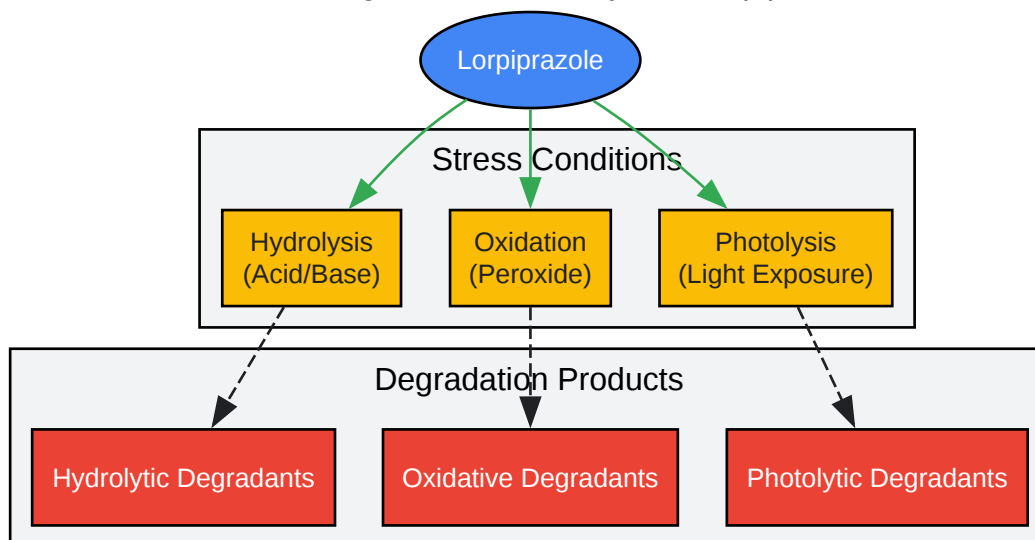 Lorpiprazole
Stress Conditions
Hydrolysis
(Acid/Base)
Oxidation
(Peroxide)
Photolysis
(Light Exposure)
Degradation Products
Hydrolytic Degradants
Oxidative Degradants
Photolytic Degradants